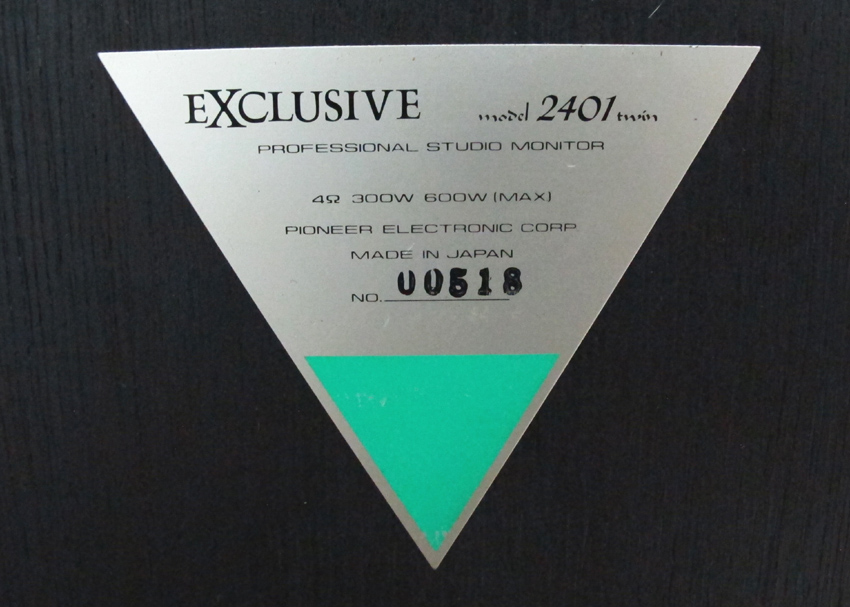 EXCLUSIVE model 2401 twin
PROFESSIONAL STUDIO MONITOR
4Ω 300W 600W (MAX)
PIONEER ELECTRONIC CORP
MADE IN JAPAN
NO. 00518